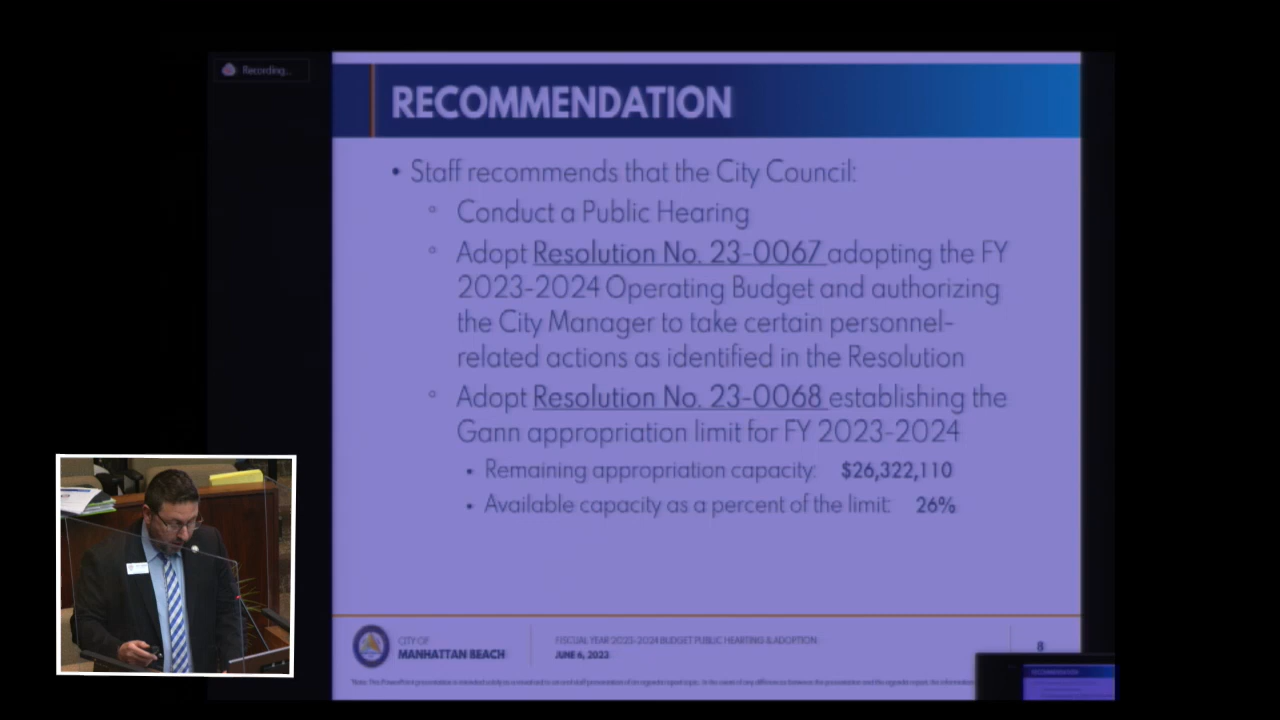 Recording...
RECOMMENDATION
• Staff recommends that the City Council:
◦ Conduct a Public Hearing
◦ Adopt Resolution No. 23-0067 adopting the FY
2023-2024 Operating Budget and authorizing
the City Manager to take certain personnel-
related actions as identified in the Resolution
◦ Adopt Resolution No. 23-0068 establishing the
Gann appropriation limit for FY 2023-2024
• Remaining appropriation capacity: $26,322,110
• Available capacity as a percent of the limit: 26%
CITY OF
MANHATTAN BEACH
FISCAL YEAR 2023-2024 BUDGET PUBLIC HEARTING & ADOPTION
JUNE 6, 2023
8
RECOMMENDATION